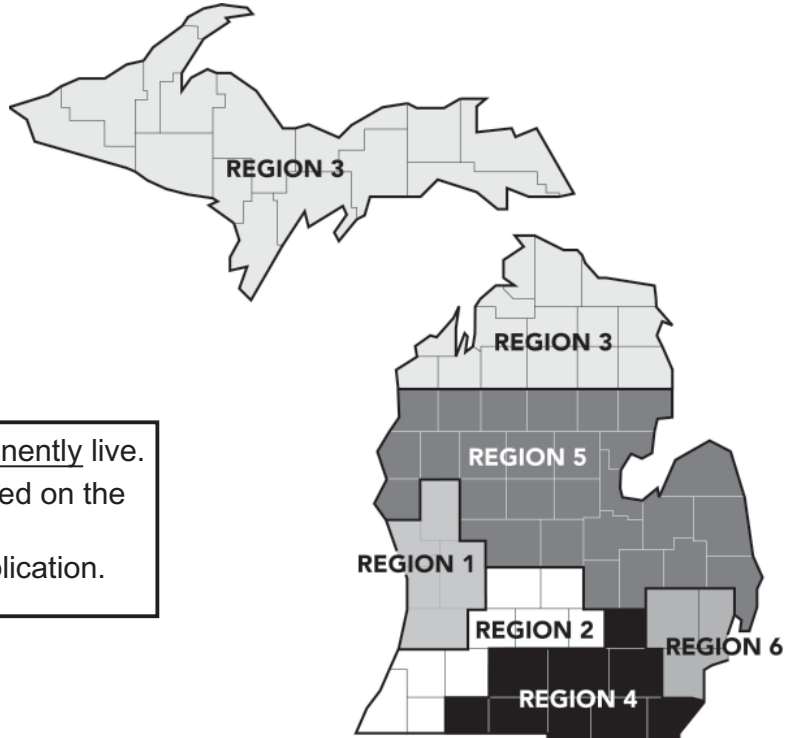 REGION 3
REGION 3
nently live.
REGION 5
ed on the
REGION 1
lication.
REGION 2
REGION 6
REGION 4